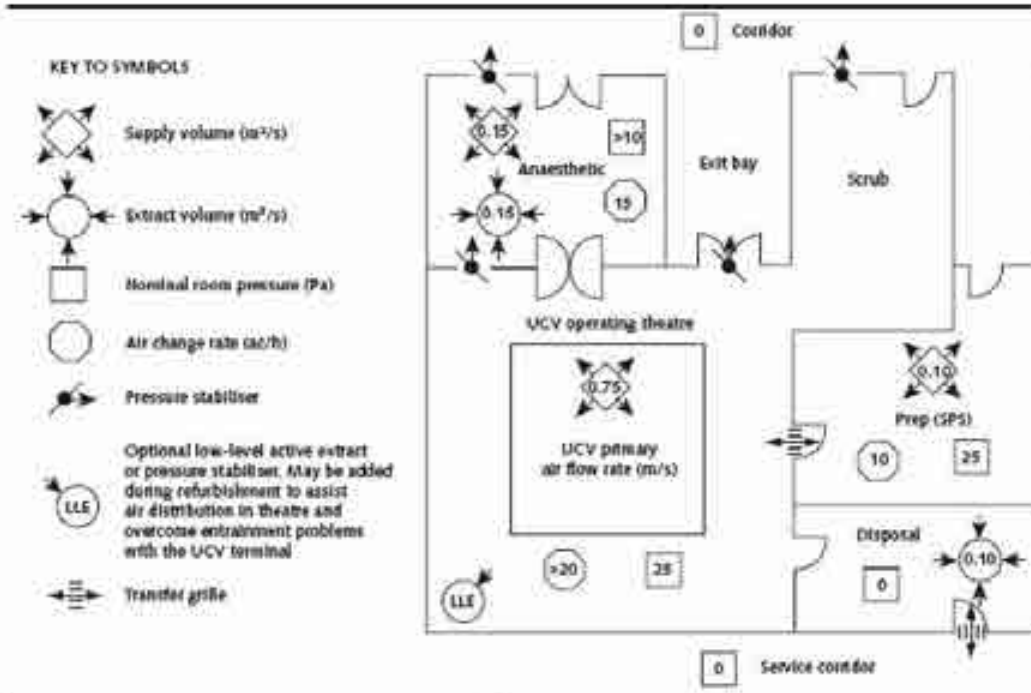 0 Corridor
KEY TO SYMBOLS
Supply volume (m³/s)
Extract volume (m³/s)
Nominal room pressure (Pa)
Air change rate (ac/h)
Pressure stabiliser
LLE
Optional low-level active extract
or pressure stabiliser. May be added
during refurbishment to assist
air distribution in theatre and
overcome entrainment problems
with the UCV terminal
Transfer grille
0.15
>10
Anaesthetic
0.15
15
Exit bay
Scrub
UCV operating theatre
0.75
UCV primary
air flow rate (m/s)
0.10
Prep (SPS)
10
25
>20
25
LLE
Disposal
0.10
0
0 Service corridor